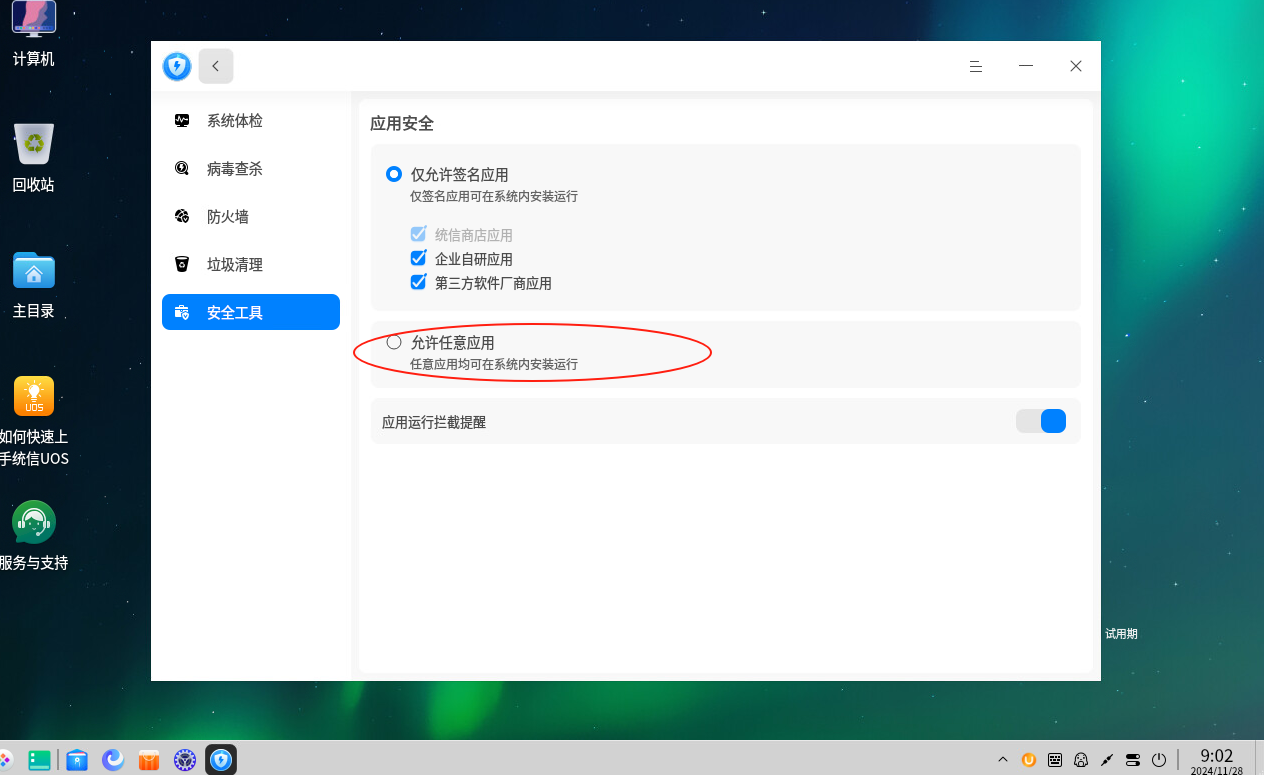 计算机
回收站
主目录
UOS
如何快速上
手统信UOS
服务与支持
系统体检
病毒查杀
防火墙
垃圾清理
安全工具
应用安全
仅允许签名应用
仅签名应用可在系统内安装运行
统信商店应用
企业自研应用
第三方软件厂商应用
允许任意应用
任意应用均可在系统内安装运行
应用运行拦截提醒
试用期
9:02
2024/11/28